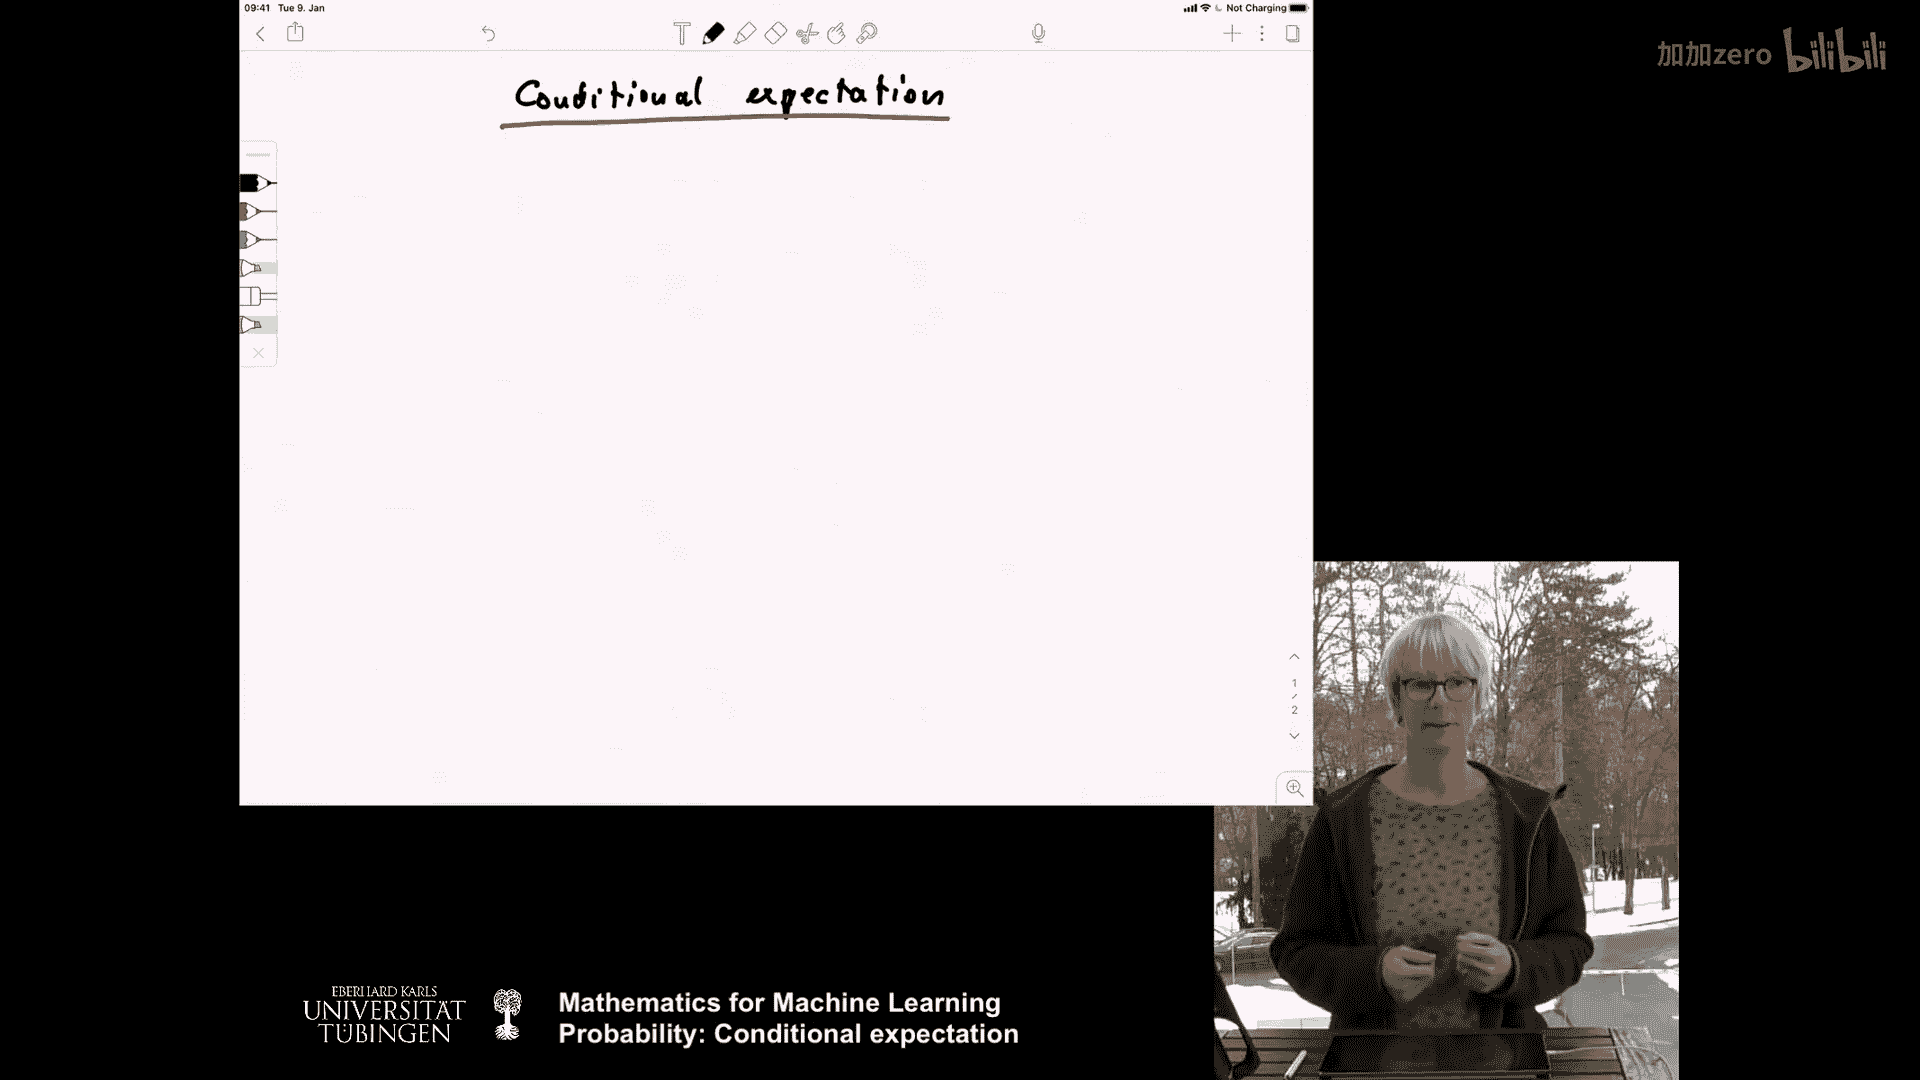 09:41 Tue 9. Jan
Not Charging
T
加加zero bilibili
Conditional expectation
1
/
2
EBERHARD KARLS
UNIVERSITÄT
TÜBINGEN
Mathematics for Machine Learning
Probability: Conditional expectation